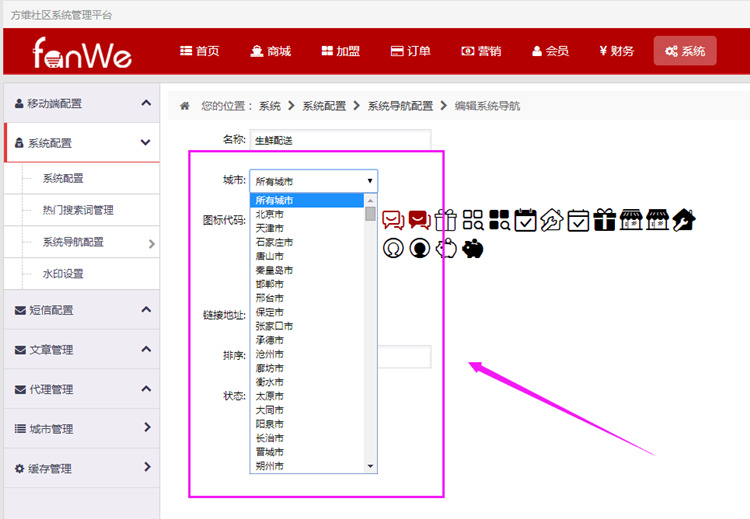 方维社区系统管理平台
fanWe 首页 商城 加盟 订单 营销 会员 ¥ 财务 系统
移动端配置
系统配置
系统配置
热门搜索词管理
系统导航配置
水印设置
短信配置
文章管理
代理管理
城市管理
缓存管理
您的位置： 系统 系统配置 系统导航配置 编辑系统导航
名称: 生鲜配送
城市: 所有城市
所有城市
北京市
天津市
石家庄市
唐山市
秦皇岛市
邯郸市
邢台市
保定市
张家口市
承德市
沧州市
廊坊市
衡水市
太原市
大同市
阳泉市
长治市
晋城市
朔州市
图标代码:
链接地址:
排序:
状态: